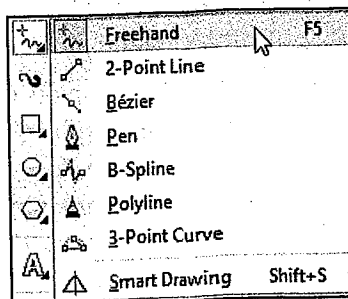 Freehand F5
2-Point Line
Bézier
Pen
B-Spline
Polyline
3-Point Curve
Smart Drawing Shift+S